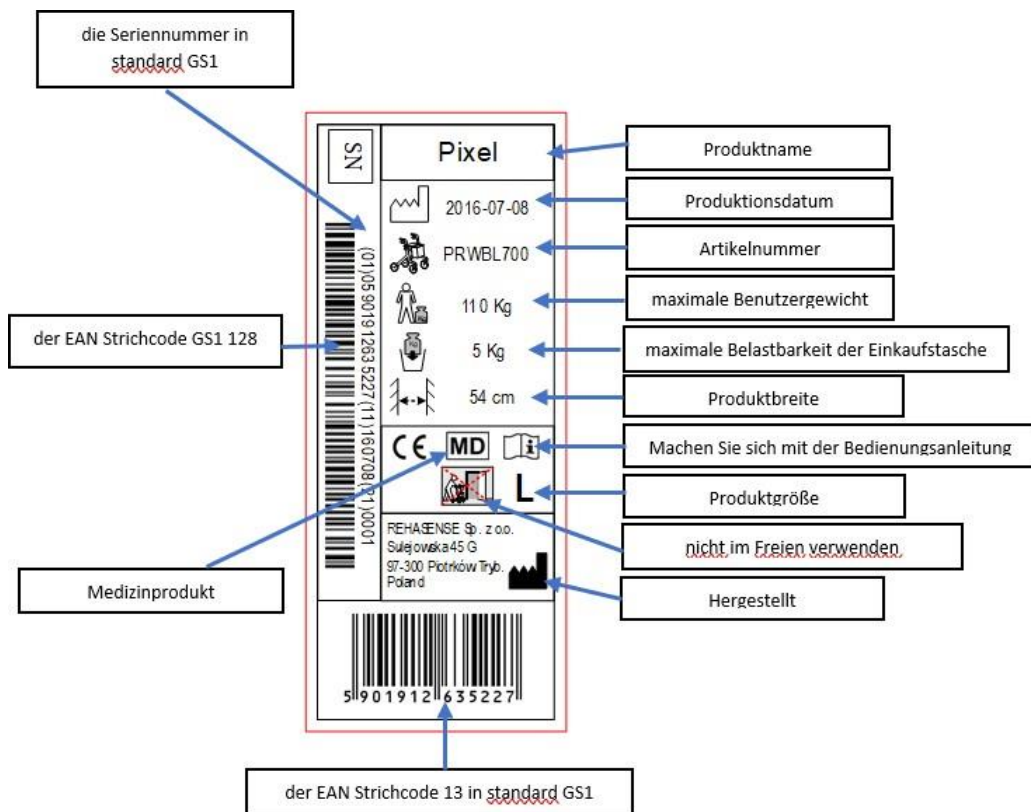 die Seriennummer in
standard GS1
SN
Pixel
Produktname
2016-07-08
Produktionsdatum
PRWBL700
Artikelnummer
110 Kg
maximale Benutzergewicht
der EAN Strichcode GS1 128
(01)05901912635227(11)160708(21)0001
5 Kg
maximale Belastbarkeit der Einkaufstasche
54 cm
Produktbreite
CE MD i
Machen Sie sich mit der Bedienungsanleitung
L
Produktgröße
REHASENSE Sp. z o.o.
Sulejowska 45 G
97-300 Piotrków Tryb.
Poland
nicht im Freien verwenden
Medizinprodukt
Hergestellt
5901912635227
der EAN Strichcode 13 in standard GS1